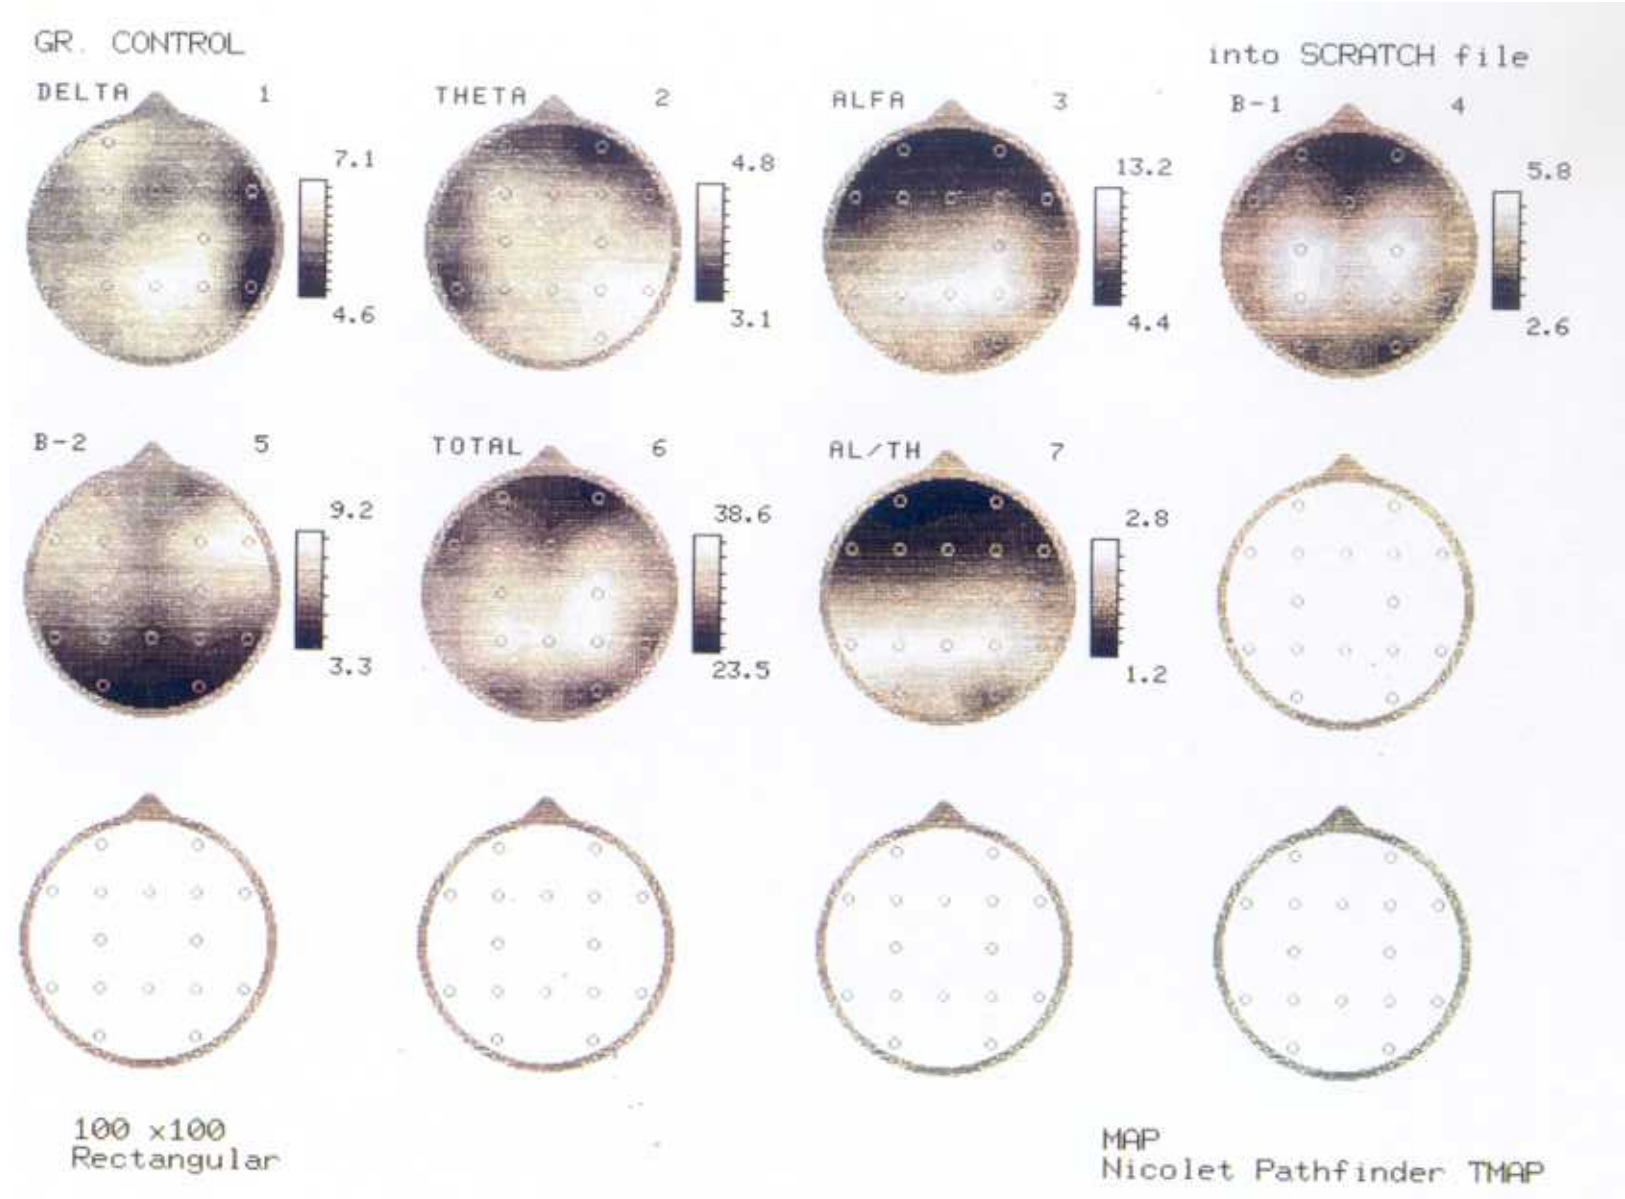 GR. CONTROL
into SCRATCH file
DELTA 1
7.1
4.6
THETA 2
4.8
3.1
ALFA 3
13.2
4.4
B-1 4
5.8
2.6
B-2 5
9.2
3.3
TOTAL 6
38.6
23.5
AL/TH 7
2.8
1.2
100 x100
Rectangular
MAP
Nicolet Pathfinder TMAP